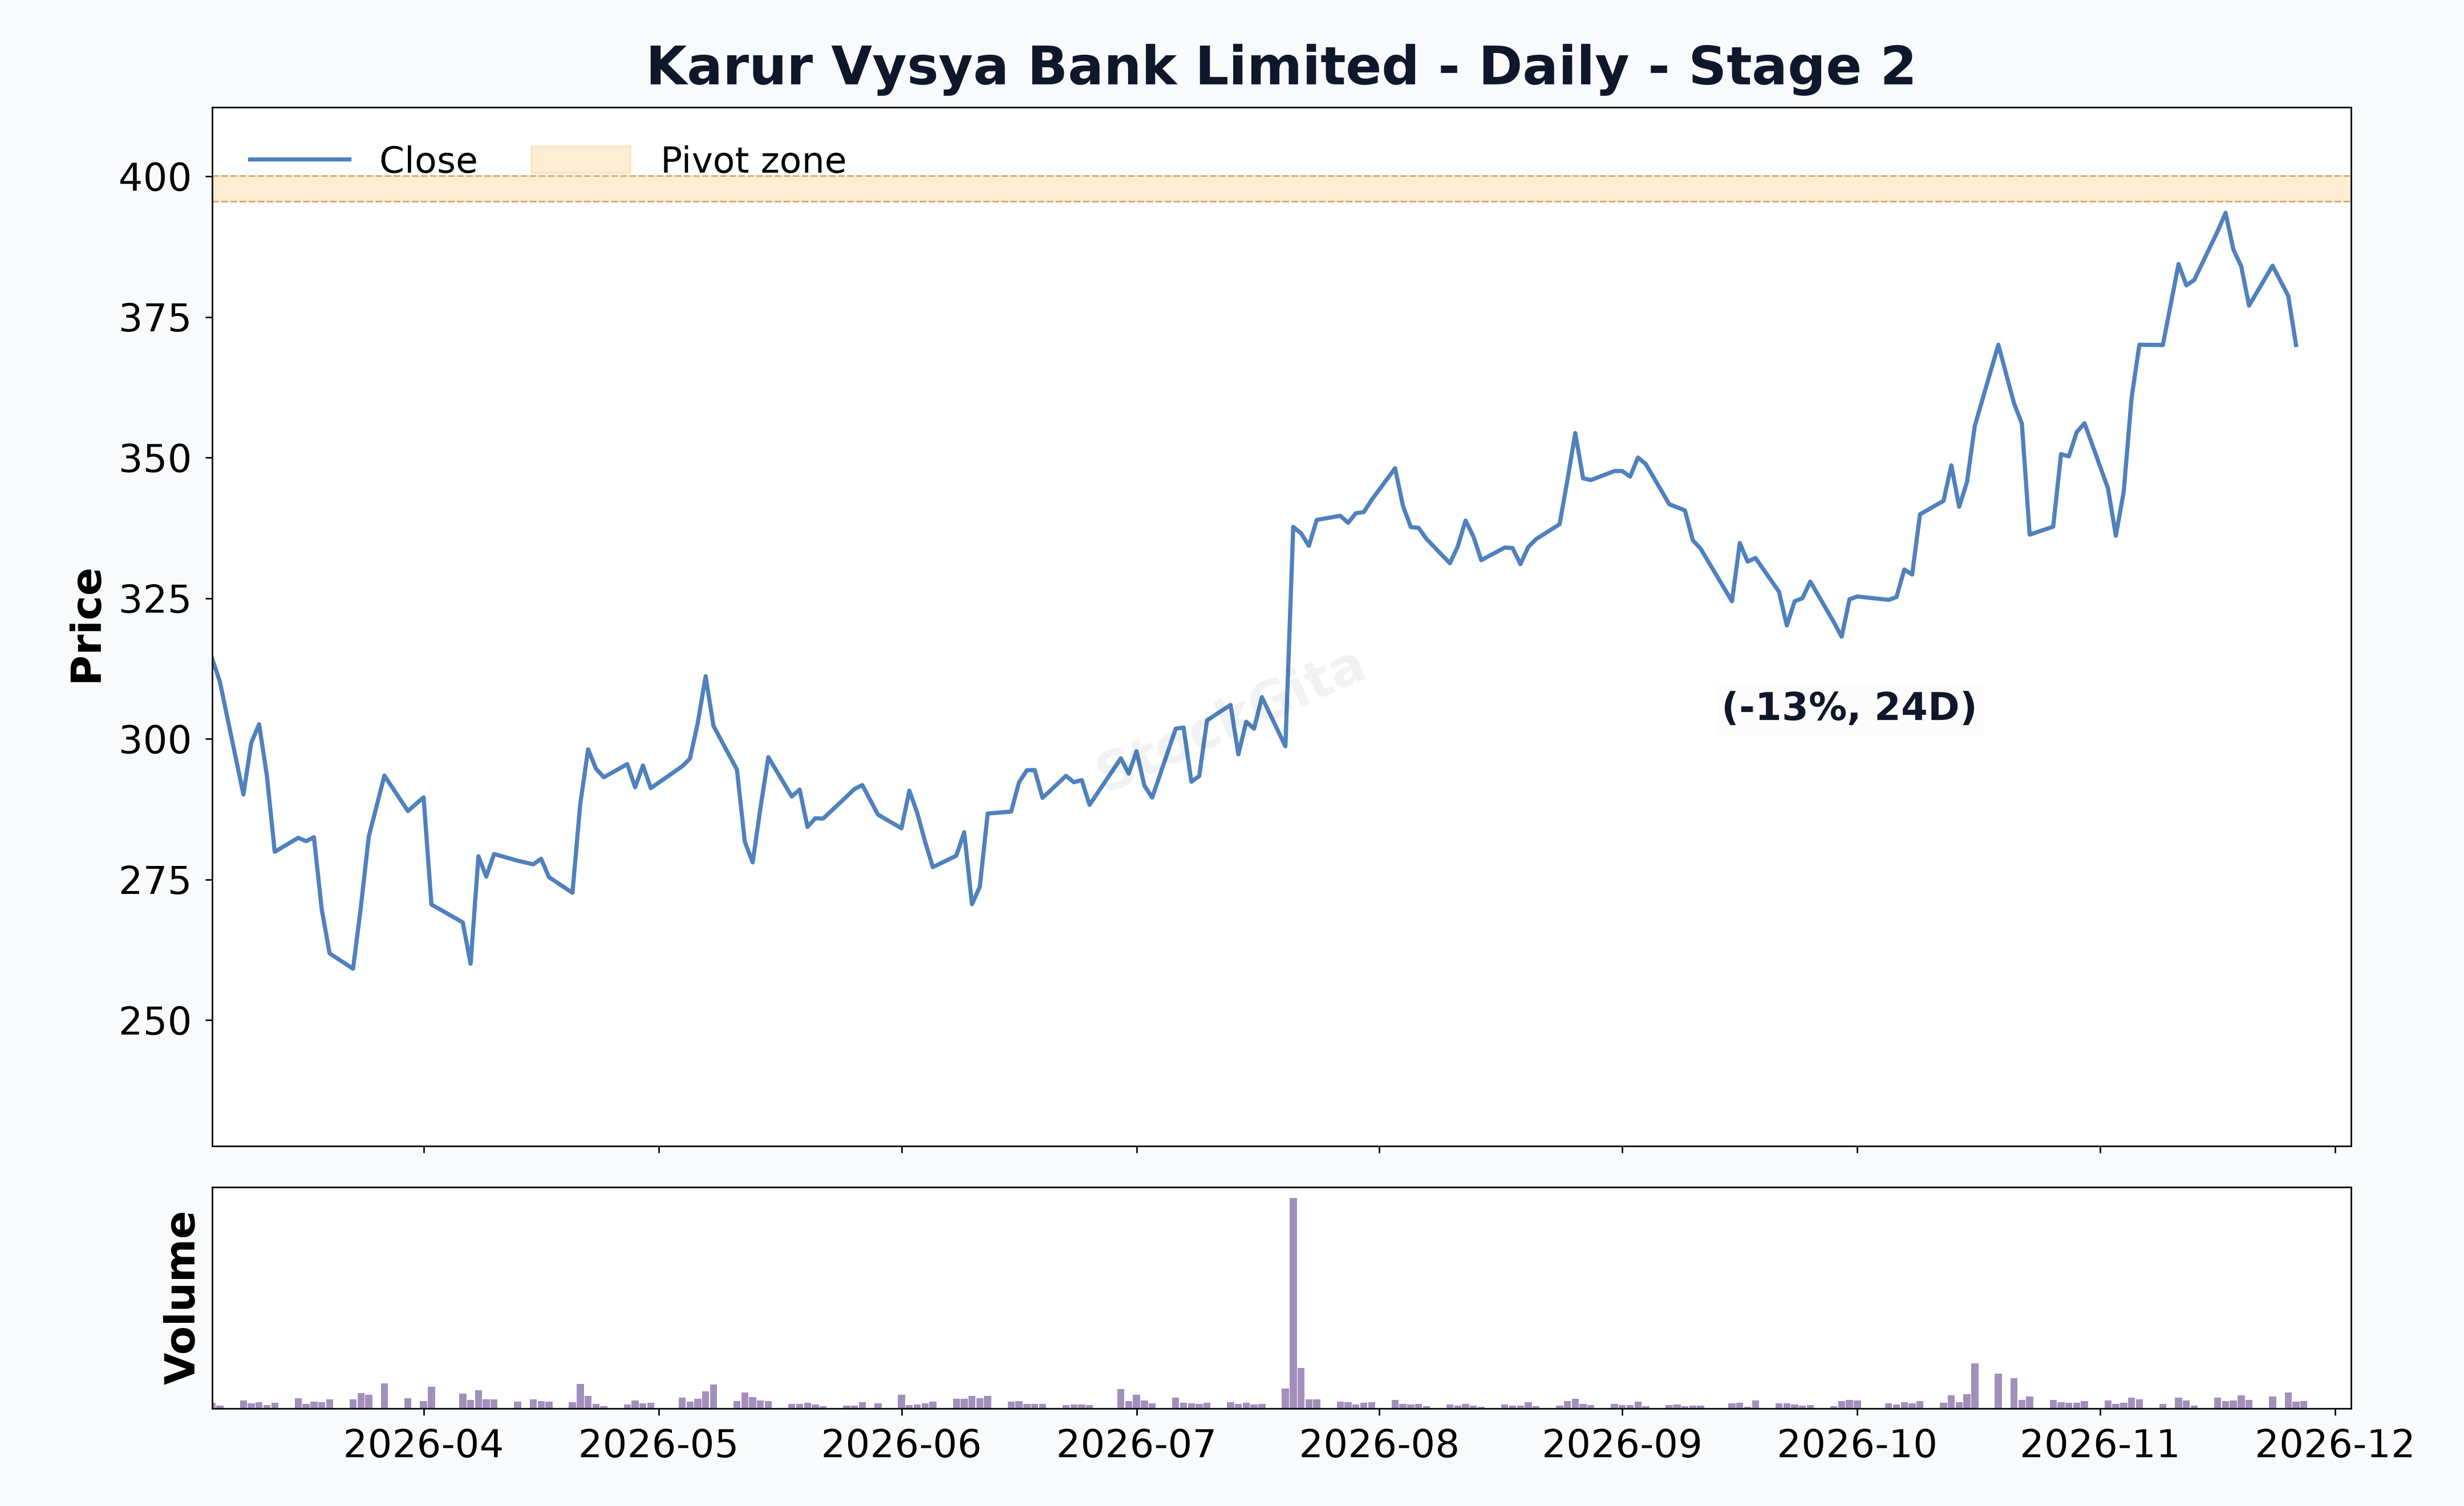 Karur Vysya Bank Limited - Daily - Stage 2
Close
Pivot zone
Price
400
375
350
325
300
275
250
StockGita
(-13%, 24D)
Volume
2026-04
2026-05
2026-06
2026-07
2026-08
2026-09
2026-10
2026-11
2026-12